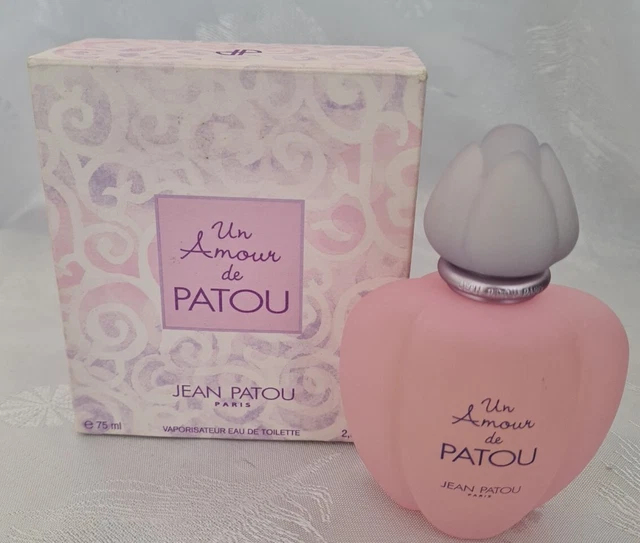 JP
Un
Amour
de
PATOU
JEAN PATOU
PARIS
℮ 75 ml
VAPORISATEUR EAU DE TOILETTE
2,
Un
Amour
de
PATOU
JEAN PATOU
PARIS